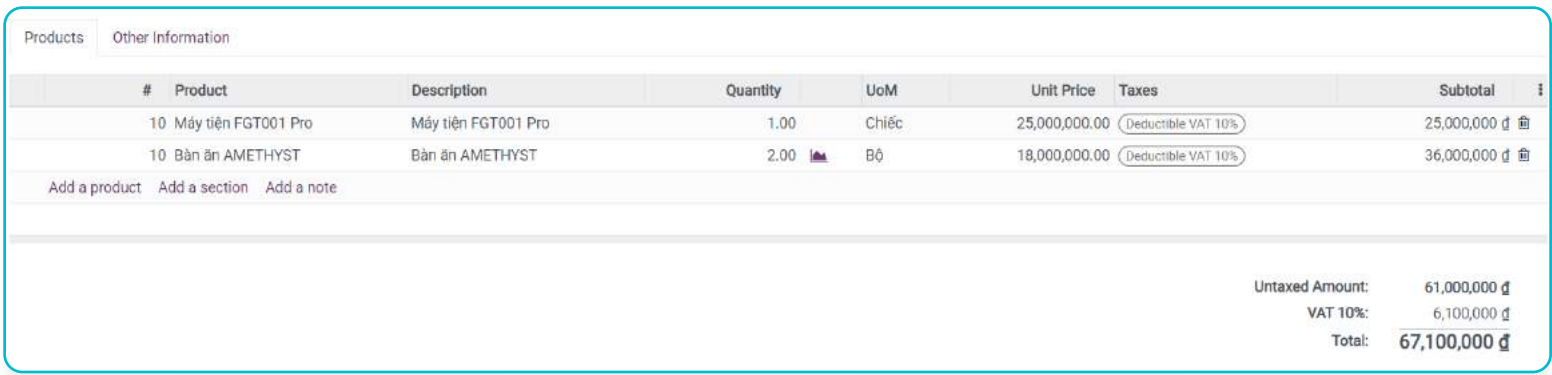 Products Other Information
# Product Description Quantity UoM Unit Price Taxes Subtotal
10 Máy tiện FGT001 Pro Máy tiện FGT001 Pro 1.00 Chiếc 25,000,000.00 Deductible VAT 10% 25,000,000 ₫
10 Bàn ăn AMETHYST Bàn ăn AMETHYST 2.00 Bộ 18,000,000.00 Deductible VAT 10% 36,000,000 ₫
Add a product Add a section Add a note
Untaxed Amount: 61,000,000 ₫
VAT 10%: 6,100,000 ₫
Total: 67,100,000 ₫